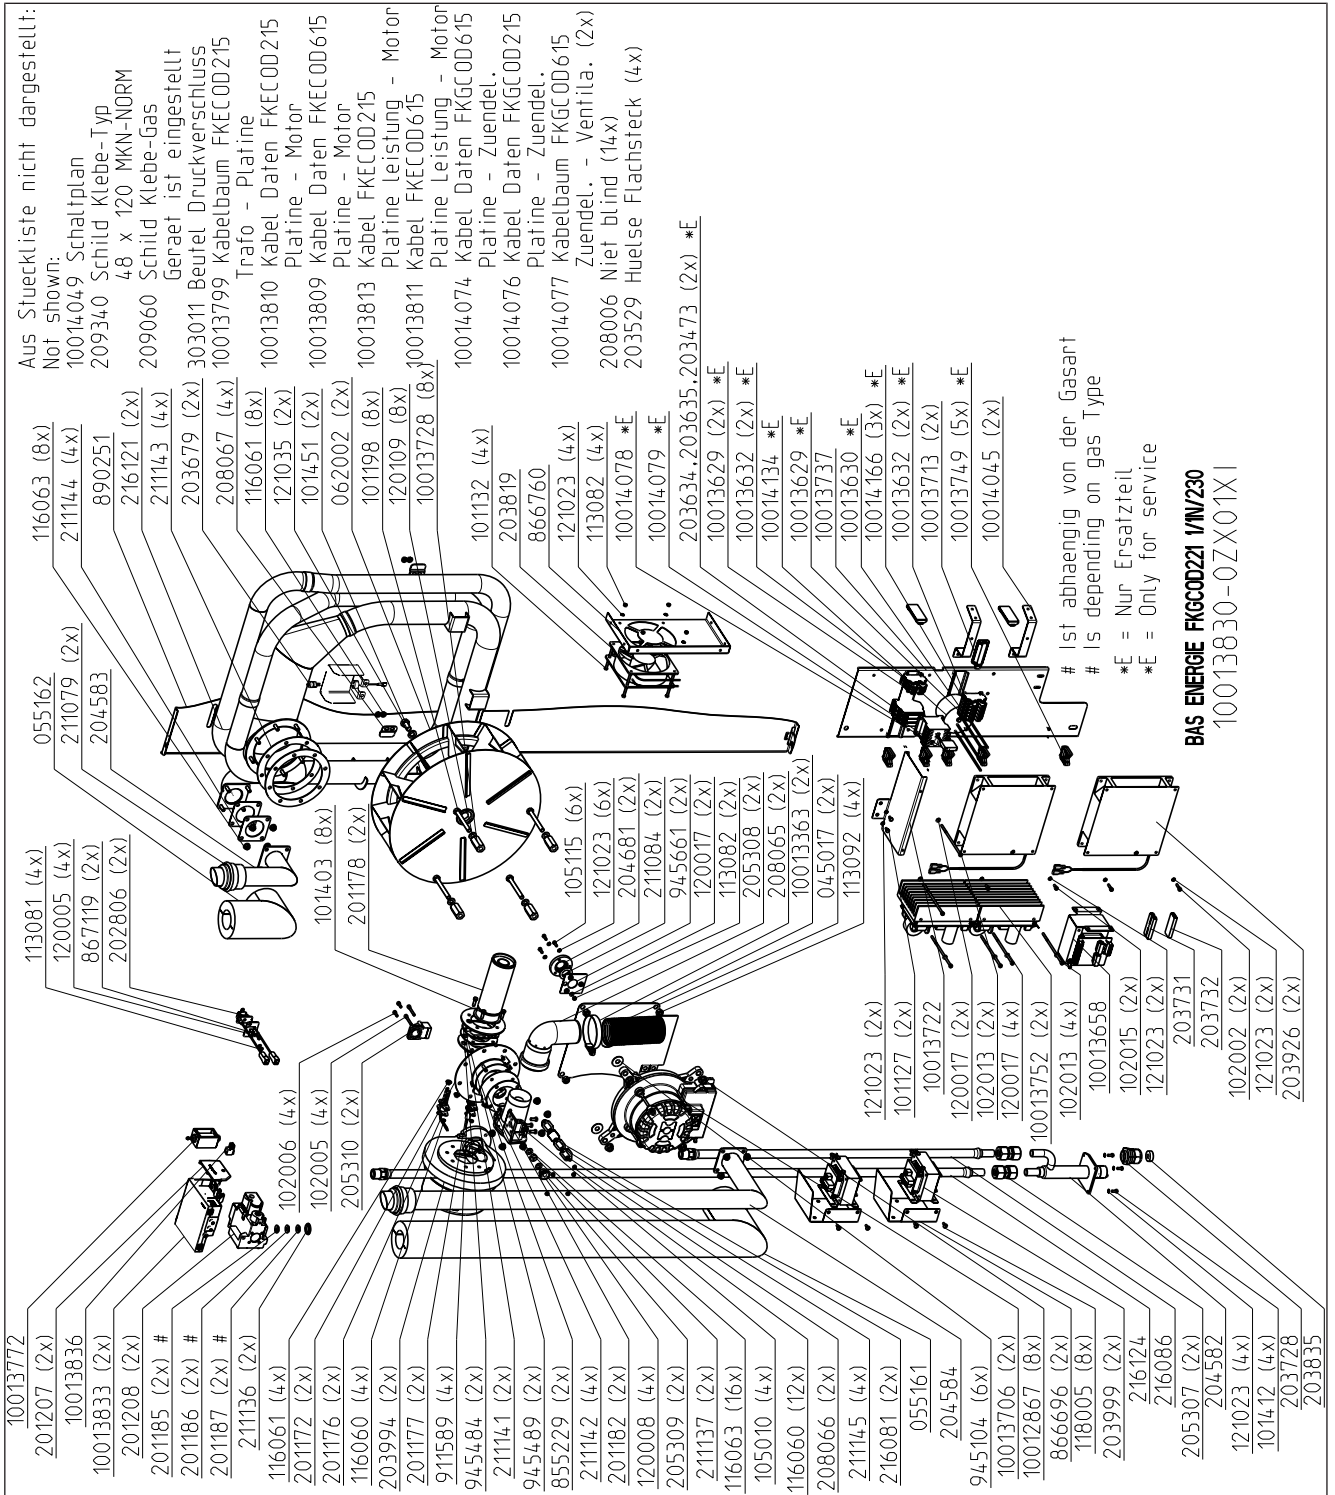 Aus Stueckliste nicht dargestellt:
Not shown:
10014049 Schaltplan
209340 Schild Klebe-Typ
48 x 120 MKN-NORM
209060 Schild Klebe-Gas
Geraet ist eingestellt
303011 Beutel Druckverschluss
10013799 Kabelbaum FKECOD215
Trafo - Platine
10013810 Kabel Daten FKECOD215
Platine - Motor
10013809 Kabel Daten FKECOD615
Platine - Motor
10013813 Kabel FKECOD215
Platine Leistung - Motor
10013811 Kabel FKECOD615
Platine Leistung - Motor
10014074 Kabel Daten FKGCOD615
Platine - Zuendel.
10014076 Kabel Daten FKGCOD215
Platine - Zuendel.
10014077 Kabelbaum FKGCOD615
Zuendel. - Ventila. (2x)
208006 Niet blind (14x)
203529 Huelse Flachsteck (4x)
116063 (8x)
211144 (4x)
890251
216121 (2x)
211143 (4x)
203679 (2x)
208067 (4x)
116061 (8x)
121035 (2x)
101451 (2x)
062002 (2x)
101198 (8x)
120109 (8x)
10013728 (8x)
101132 (4x)
203819
866760
121023 (4x)
113082 (4x)
10014078 *E
10014079 *E
203634,203635,203473 (2x) *E
10013629 (2x) *E
10013632 (2x) *E
10014134 *E
10013629 *E
10013737
10013630 *E
10014166 (3x) *E
10013632 (2x) *E
10013713 (2x)
10013749 (5x) *E
10014045 (2x)
# Ist abhaengig von der Gasart
# Is depending on gas Type
*E = Nur Ersatzteil
*E = Only for service
BAS ENERGIE FKGCOD221 1/1N/230
10013830-0ZX01XI
055162
211079 (2x)
204583
113081 (4x)
120005 (4x)
867119 (2x)
202806 (2x)
101403 (8x)
201178 (2x)
105115 (6x)
121023 (6x)
204681 (2x)
211084 (2x)
945661 (2x)
120017 (2x)
113082 (2x)
205308 (2x)
208065 (2x)
10013363 (2x)
045017 (2x)
113092 (4x)
121023 (2x)
101127 (2x)
10013722
120017 (2x)
102013 (2x)
120017 (4x)
10013752 (2x)
102013 (4x)
10013658
102015 (2x)
121023 (2x)
203731
203732
102002 (2x)
121023 (2x)
203926 (2x)
102006 (4x)
102005 (4x)
205310 (2x)
10013772
201207 (2x)
10013836
10013833 (2x)
201208 (2x)
201185 (2x) #
201186 (2x) #
201187 (2x) #
211136 (2x)
116061 (4x)
201172 (2x)
201176 (2x)
116060 (4x)
203994 (2x)
201177 (2x)
911589 (4x)
945484 (2x)
211141 (2x)
945489 (2x)
855229 (2x)
211142 (4x)
201182 (2x)
120008 (4x)
205309 (2x)
211137 (2x)
116063 (16x)
105010 (4x)
116060 (12x)
208066 (2x)
211145 (4x)
216081 (2x)
055161
204584
945104 (6x)
10013706 (2x)
10012867 (8x)
866696 (2x)
118005 (8x)
203999 (2x)
216124
216086
205307 (2x)
204582
121023 (4x)
101412 (4x)
203728
203835